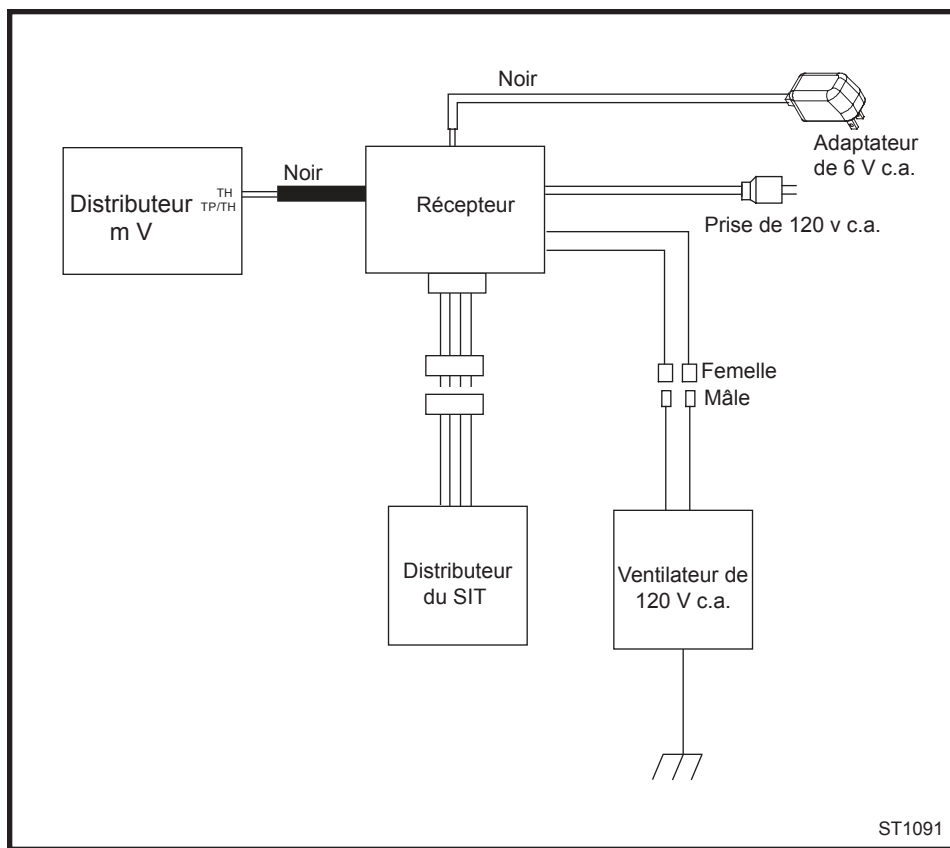 Noir
Adaptateur
de 6 V c.a.
Noir
TH
TP/TH
Distributeur
m V
Récepteur
Prise de 120 v c.a.
Femelle
Mâle
Distributeur
du SIT
Ventilateur de
120 V c.a.
ST1091